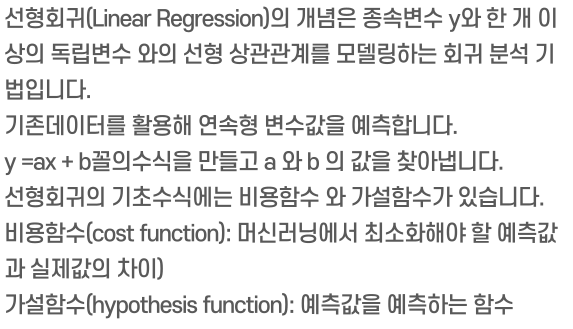 선형회귀(Linear Regression)의 개념은 종속변수 y와 한 개 이
상의 독립변수 와의 선형 상관관계를 모델링하는 회귀 분석 기
법입니다.
기존데이터를 활용해 연속형 변수값을 예측합니다.
y =ax + b꼴의수식을 만들고 a 와 b 의 값을 찾아냅니다.
선형회귀의 기초수식에는 비용함수 와 가설함수가 있습니다.
비용함수(cost function): 머신러닝에서 최소화해야 할 예측값
과 실제값의 차이)
가설함수(hypothesis function): 예측값을 예측하는 함수